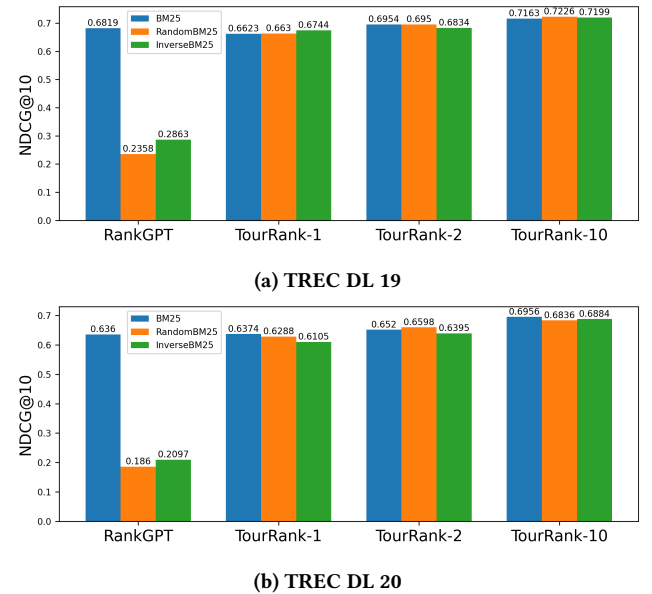 0.7
0.6
0.5
0.4
0.3
0.2
0.1
0.0
NDCG@10
BM25
RandomBM25
InverseBM25
0.6819 0.2358 0.2863
0.6623 0.663 0.6744
0.6954 0.695 0.6834
0.7163 0.7226 0.7199
RankGPT TourRank-1 TourRank-2 TourRank-10
(a) TREC DL 19
0.7
0.6
0.5
0.4
0.3
0.2
0.1
0.0
NDCG@10
BM25
RandomBM25
InverseBM25
0.636 0.186 0.2097
0.6374 0.6288 0.6105
0.652 0.6598 0.6395
0.6956 0.6836 0.6884
RankGPT TourRank-1 TourRank-2 TourRank-10
(b) TREC DL 20